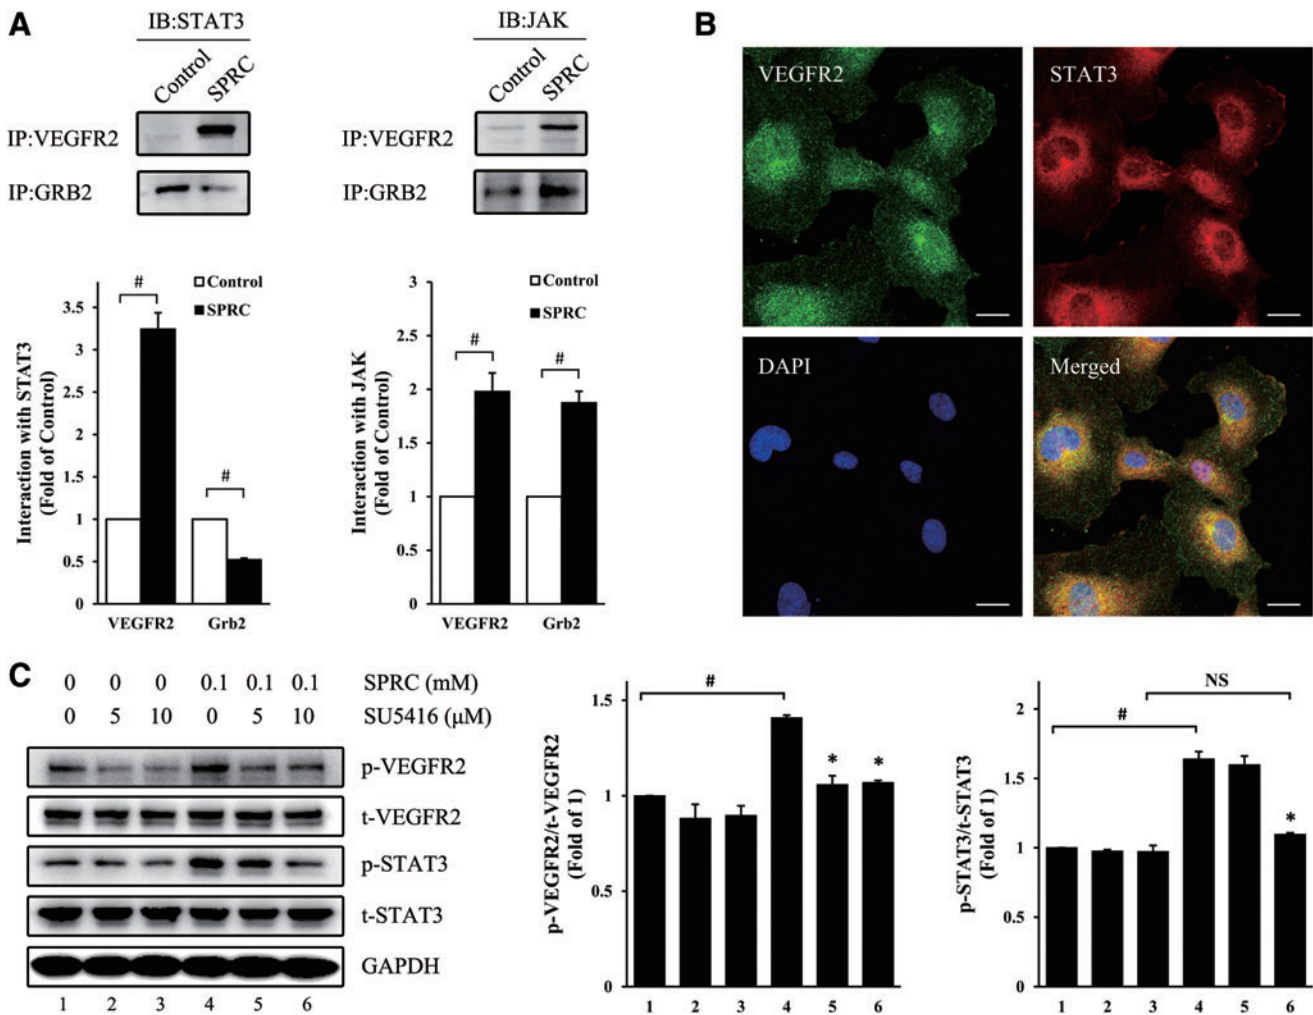 A
IB:STAT3
Control
SPRC
IP:VEGFR2
IP:GRB2
IB:JAK
Control
SPRC
IP:VEGFR2
IP:GRB2
Interaction with STAT3
(Fold of Control)
3.5
3
2.5
2
1.5
1
0.5
0
#
#
Control
SPRC
VEGFR2 Grb2
Interaction with JAK
(Fold of Control)
3
2.5
2
1.5
1
0.5
0
#
#
Control
SPRC
VEGFR2 Grb2
B
VEGFR2
STAT3
DAPI
Merged
C
0 0 0 0.1 0.1 0.1 SPRC (mM)
0 5 10 0 5 10 SU5416 (μM)
p-VEGFR2
t-VEGFR2
p-STAT3
t-STAT3
GAPDH
1 2 3 4 5 6
p-VEGFR2/t-VEGFR2
(Fold of 1)
1.5
1
0.5
0
#
* *
1 2 3 4 5 6
p-STAT3/t-STAT3
(Fold of 1)
2
1.5
1
0.5
0
NS
#
*
1 2 3 4 5 6